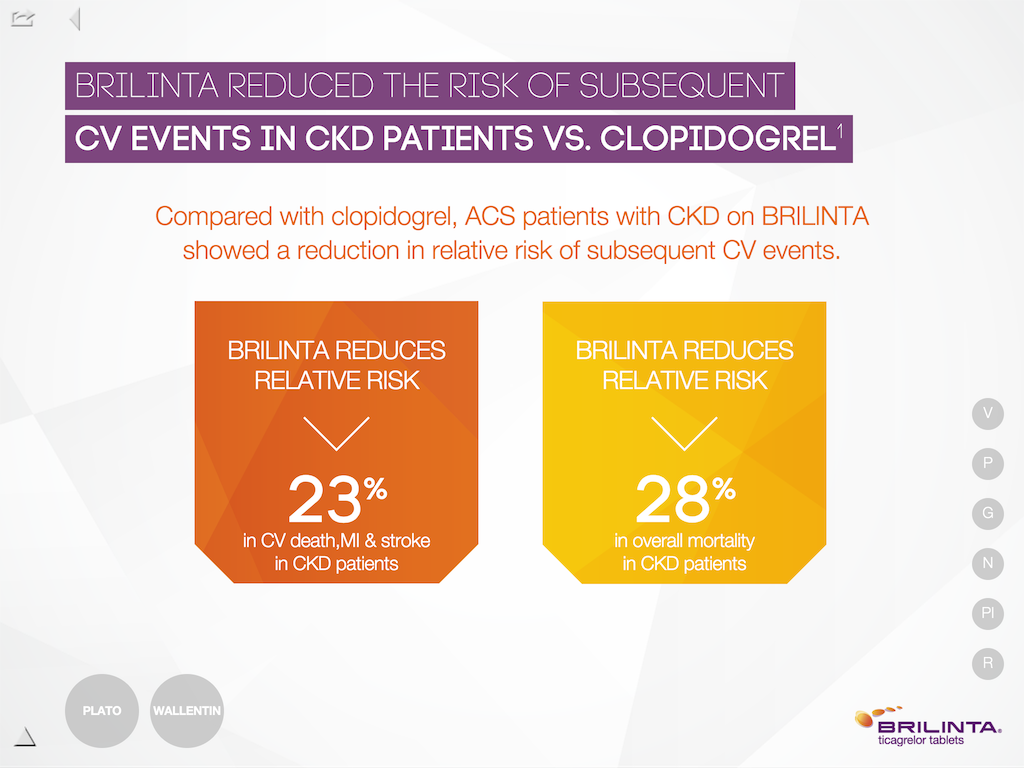 BRILINTA REDUCED THE RISK OF SUBSEQUENT
CV EVENTS IN CKD PATIENTS VS. CLOPIDOGREL1
Compared with clopidogrel, ACS patients with CKD on BRILINTA
showed a reduction in relative risk of subsequent CV events.
BRILINTA REDUCES
RELATIVE RISK
23%
in CV death,MI & stroke
in CKD patients
BRILINTA REDUCES
RELATIVE RISK
28%
in overall mortality
in CKD patients
V
P
G
N
PI
R
PLATO
WALLENTIN
BRILINTA®
ticagrelor tablets